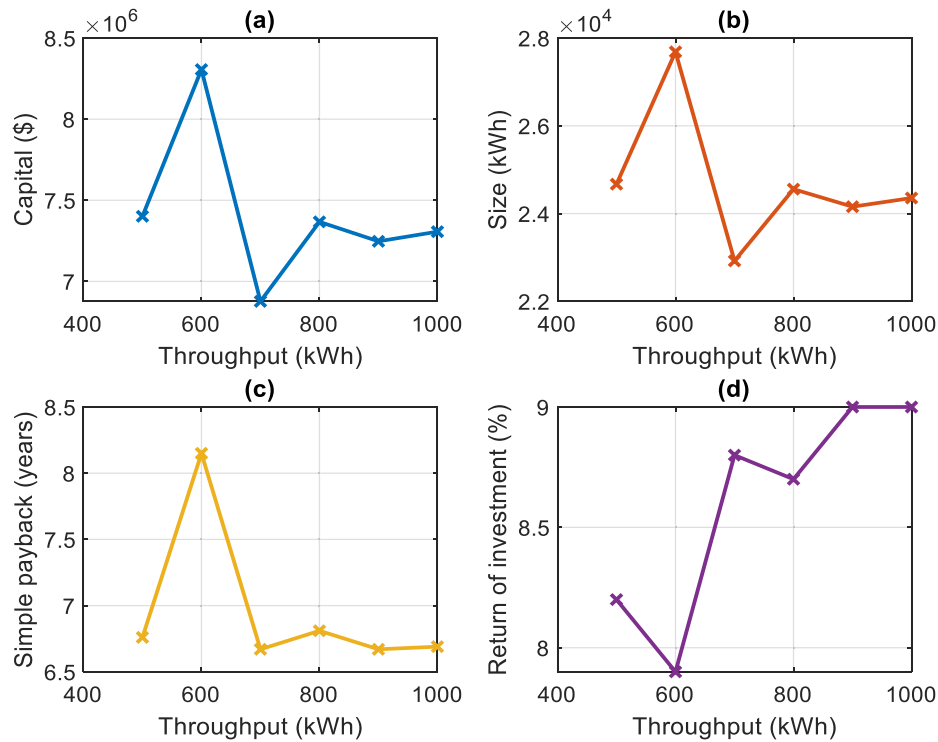 (a)
×10^6
8.5
8
7.5
7
400 600 800 1000
Capital ($)
Throughput (kWh)
(b)
×10^4
2.8
2.6
2.4
2.2
400 600 800 1000
Size (kWh)
Throughput (kWh)
(c)
8.5
8
7.5
7
6.5
400 600 800 1000
Simple payback (years)
Throughput (kWh)
(d)
9
8.5
8
400 600 800 1000
Return of investment (%)
Throughput (kWh)